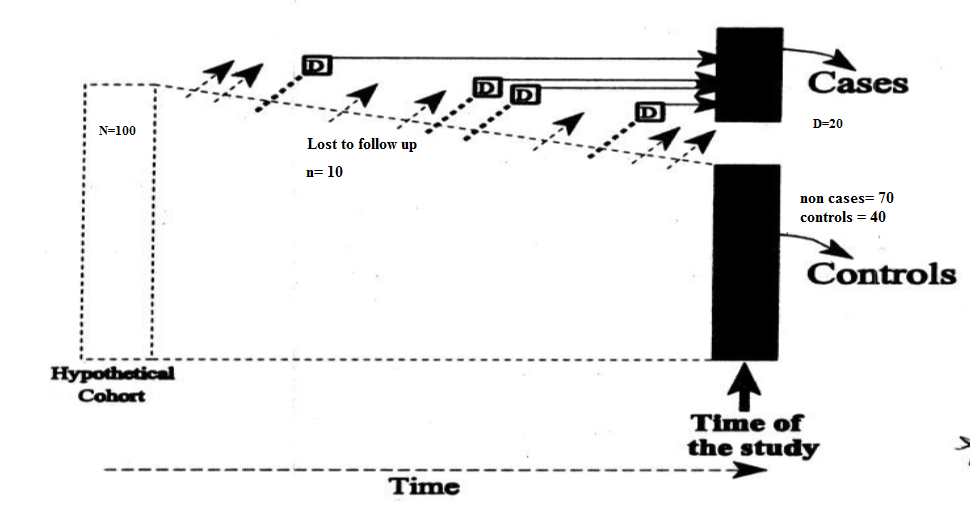 D
D
D
D
Cases
N=100
D=20
Lost to follow up
n= 10
non cases= 70
controls = 40
Controls
Hypothetical
Cohort
Time of
the study
Time